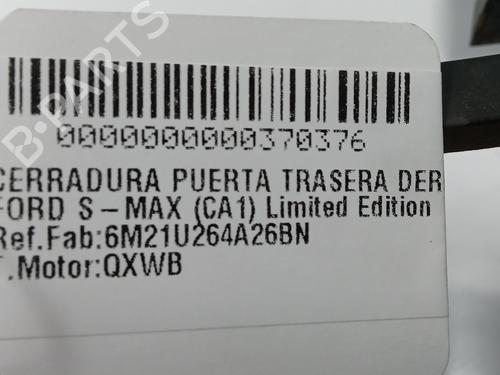 0000000000370376
CERRADURA PUERTA TRASERA DER
FORD S-MAX (CA1) Limited Edition
Ref.Fab:6M21U264A26BN
T.Motor:QXWB
B-PARTS